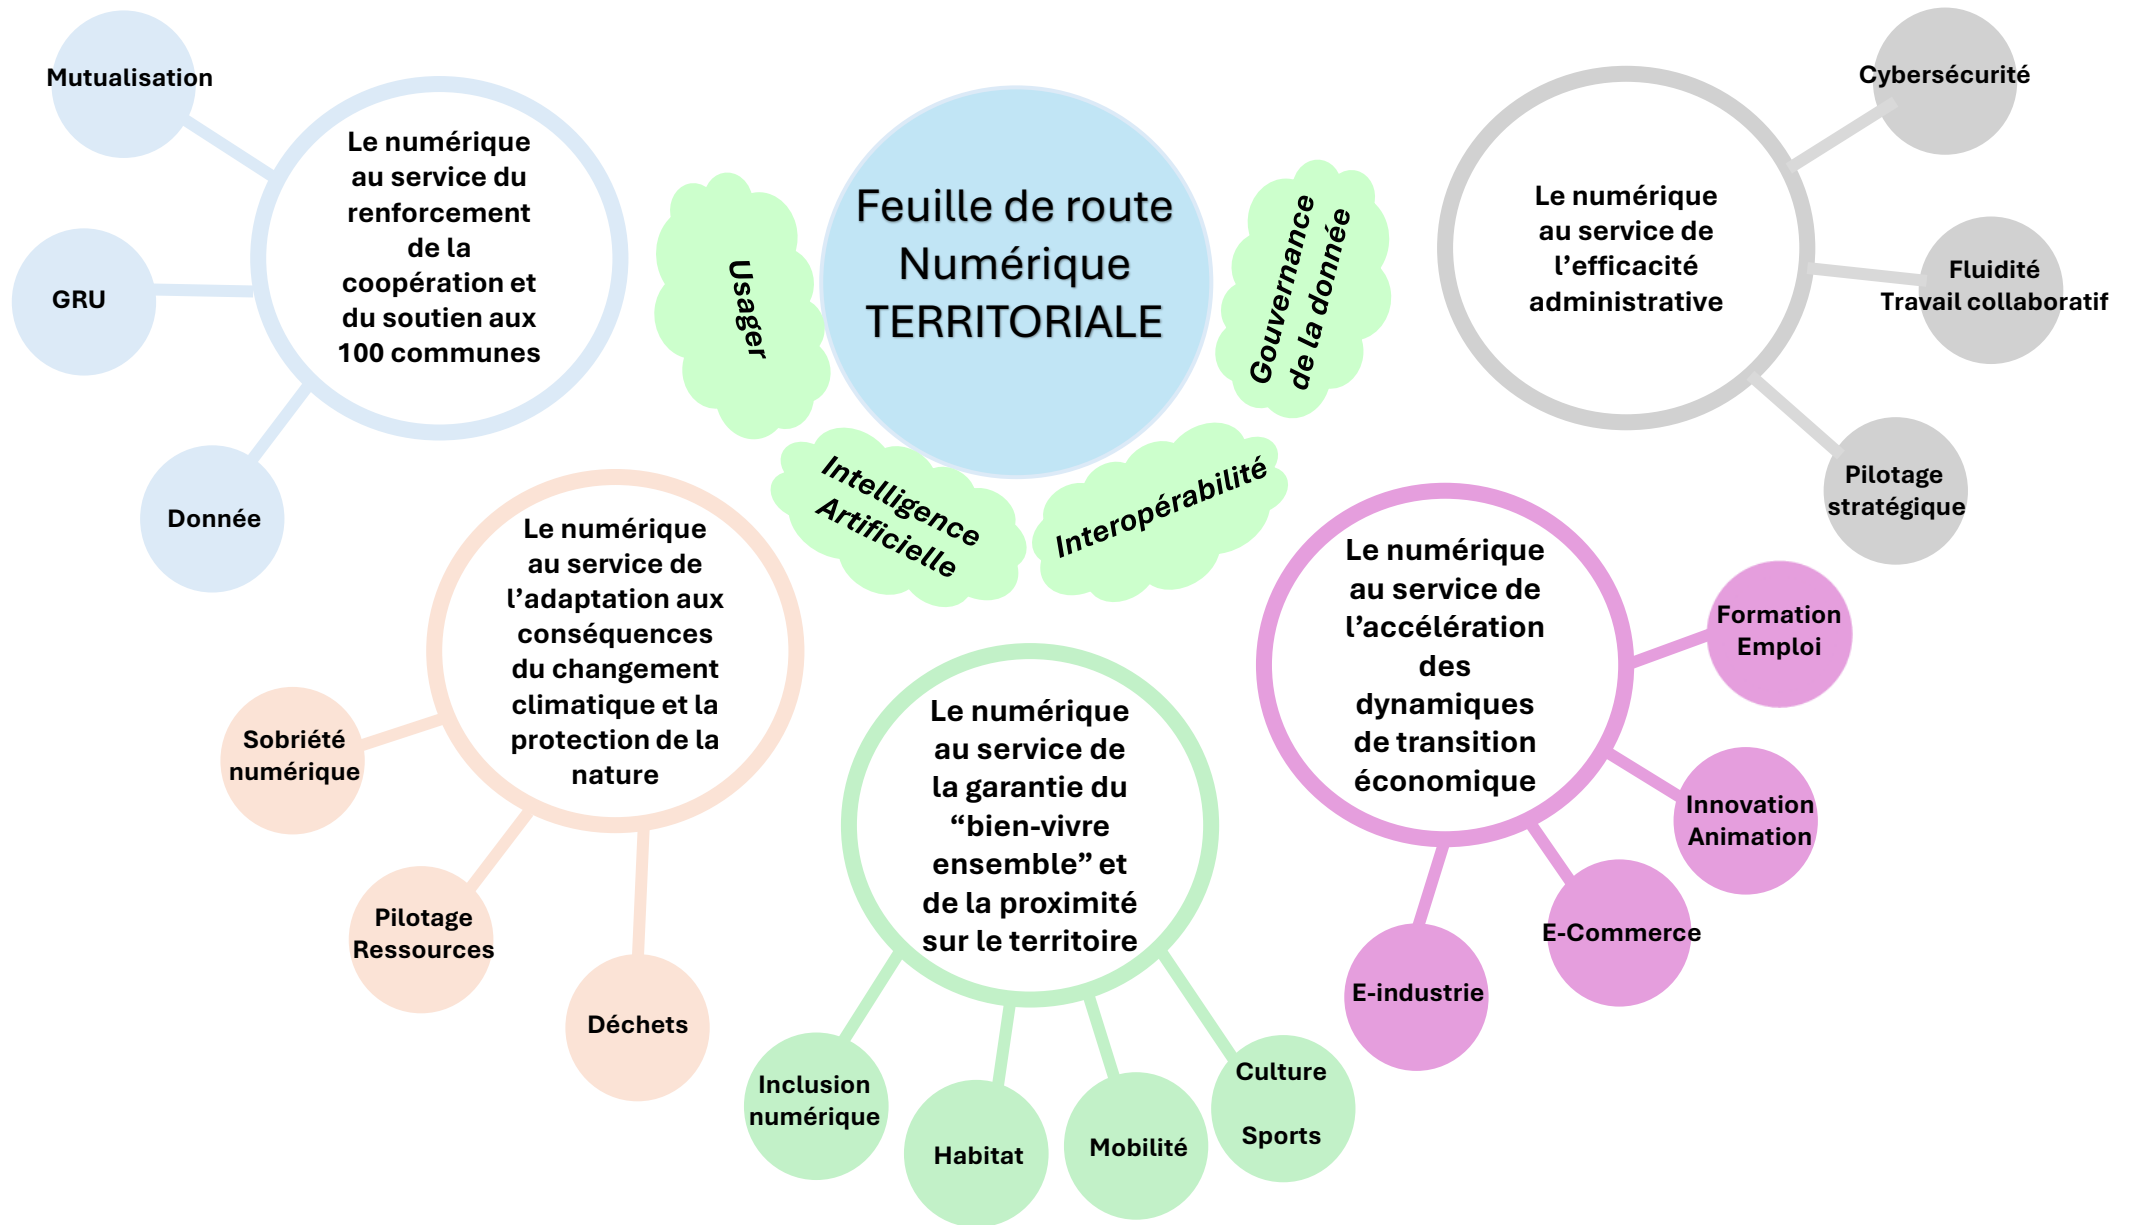 Feuille de route
Numérique
TERRITORIALE
Usager
Intelligence
Artificielle
Interopérabilité
Gouvernance
de la donnée
Le numérique
au service du
renforcement
de la
coopération et
du soutien aux
100 communes
Mutualisation
GRU
Donnée
Le numérique
au service de
l’adaptation aux
conséquences
du changement
climatique et la
protection de la
nature
Sobriété
numérique
Pilotage
Ressources
Déchets
Le numérique
au service de
la garantie du
“bien-vivre
ensemble” et
de la proximité
sur le territoire
Inclusion
numérique
Habitat
Mobilité
Culture
Sports
Le numérique
au service de
l’accélération
des
dynamiques
de transition
économique
Formation
Emploi
Innovation
Animation
E-Commerce
E-industrie
Le numérique
au service de
l’efficacité
administrative
Cybersécurité
Fluidité
Travail collaboratif
Pilotage
stratégique